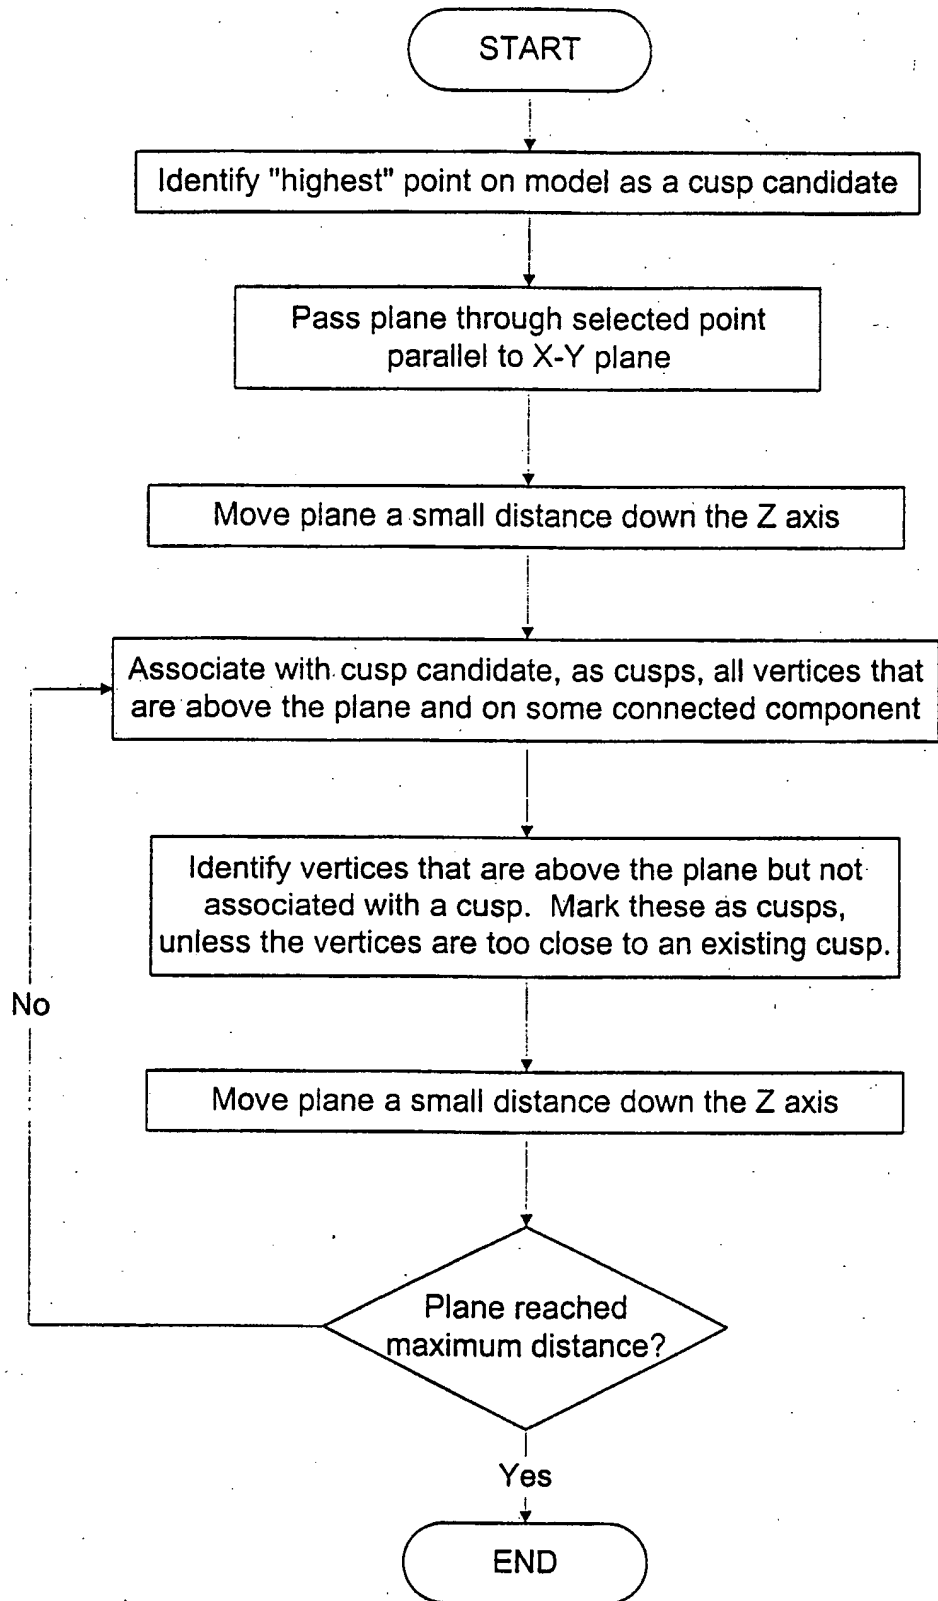 START
Identify "highest" point on model as a cusp candidate
Pass plane through selected point
parallel to X-Y plane
Move plane a small distance down the Z axis
Associate with cusp candidate, as cusps, all vertices that
are above the plane and on some connected component
Identify vertices that are above the plane but not
associated with a cusp. Mark these as cusps,
unless the vertices are too close to an existing cusp.
No
Move plane a small distance down the Z axis
Plane reached
maximum distance?
Yes
END